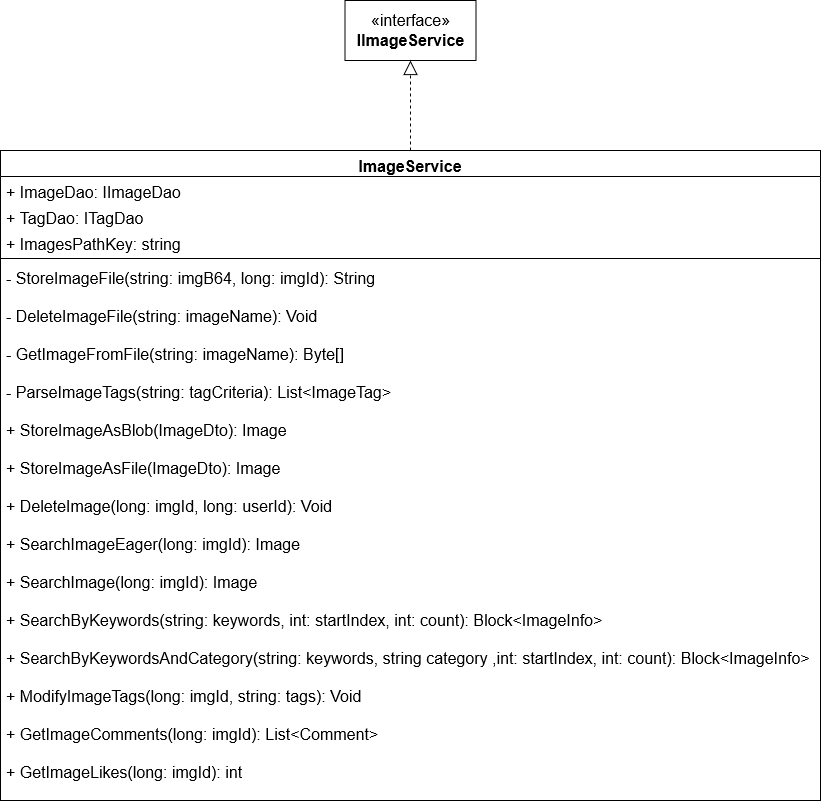 «interface»
IImageService
ImageService
+ ImageDao: IImageDao
+ TagDao: ITagDao
+ ImagesPathKey: string
- StoreImageFile(string: imgB64, long: imgId): String
- DeleteImageFile(string: imageName): Void
- GetImageFromFile(string: imageName): Byte[]
- ParseImageTags(string: tagCriteria): List<ImageTag>
+ StoreImageAsBlob(ImageDto): Image
+ StoreImageAsFile(ImageDto): Image
+ DeleteImage(long: imgId, long: userId): Void
+ SearchImageEager(long: imgId): Image
+ SearchImage(long: imgId): Image
+ SearchByKeywords(string: keywords, int: startIndex, int: count): Block<ImageInfo>
+ SearchByKeywordsAndCategory(string: keywords, string category ,int: startIndex, int: count): Block<ImageInfo>
+ ModifyImageTags(long: imgId, string: tags): Void
+ GetImageComments(long: imgId): List<Comment>
+ GetImageLikes(long: imgId): int